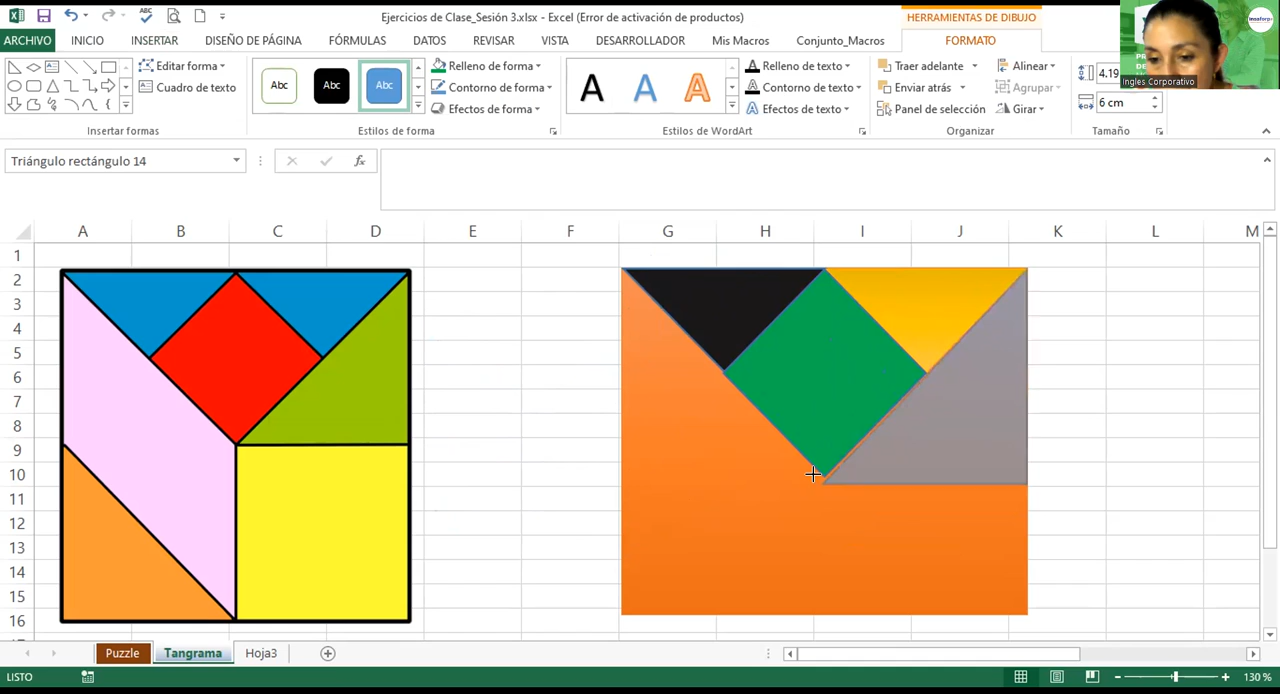 Ejercicios de Clase_Sesión 3.xlsx - Excel (Error de activación de productos)
HERRAMIENTAS DE DIBUJO
insaforp
ARCHIVO INICIO INSERTAR DISEÑO DE PÁGINA FÓRMULAS DATOS REVISAR VISTA DESARROLLADOR Mis Macros Conjunto_Macros FORMATO
Ingles Corporativo
Editar forma
Cuadro de texto
Insertar formas
Abc Abc Abc
Relleno de forma
Contorno de forma
Efectos de forma
Estilos de forma
A A A
Relleno de texto
Contorno de texto
Efectos de texto
Estilos de WordArt
Traer adelante
Enviar atrás
Panel de selección
Alinear
Agrupar
Girar
Organizar
4.19
6 cm
Tamaño
Triángulo rectángulo 14
fx
A B C D E F G H I J K L M
1
2
3
4
5
6
7
8
9
10
11
12
13
14
15
16
Puzzle Tangrama Hoja3
LISTO
130 %